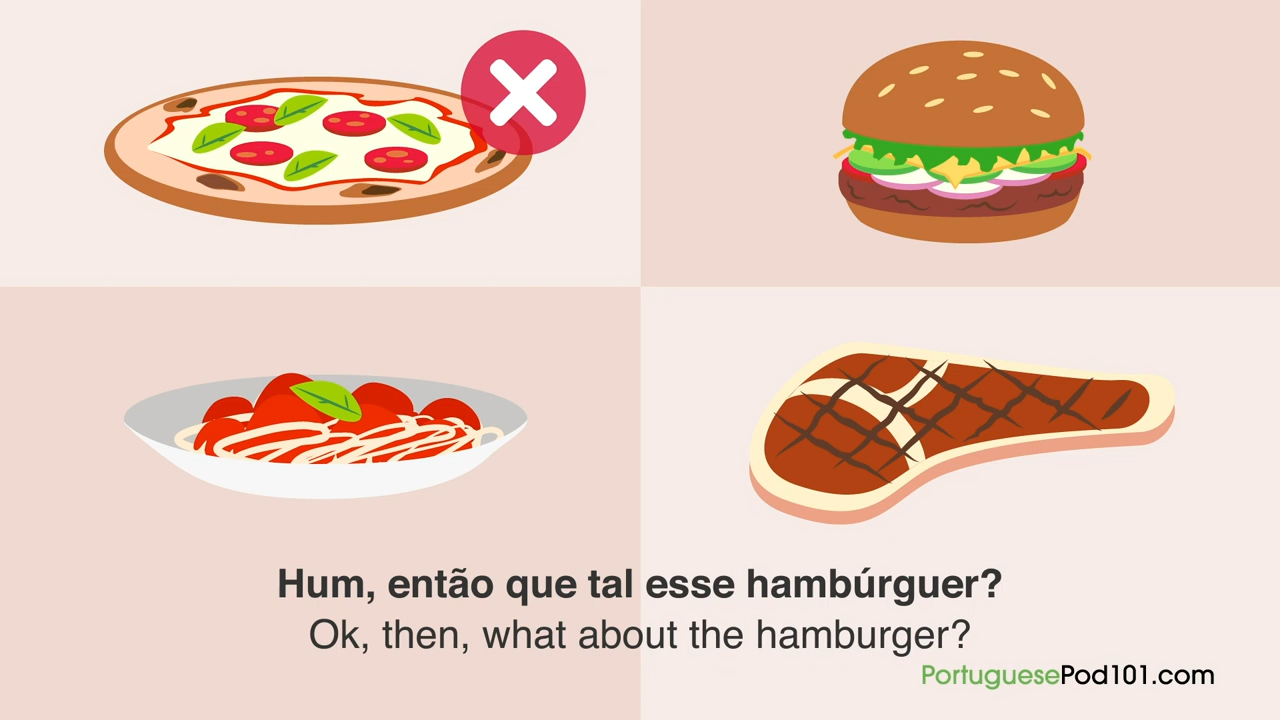 Hum, então que tal esse hambúrguer?
Ok, then, what about the hamburger?
PortuguesePod101.com